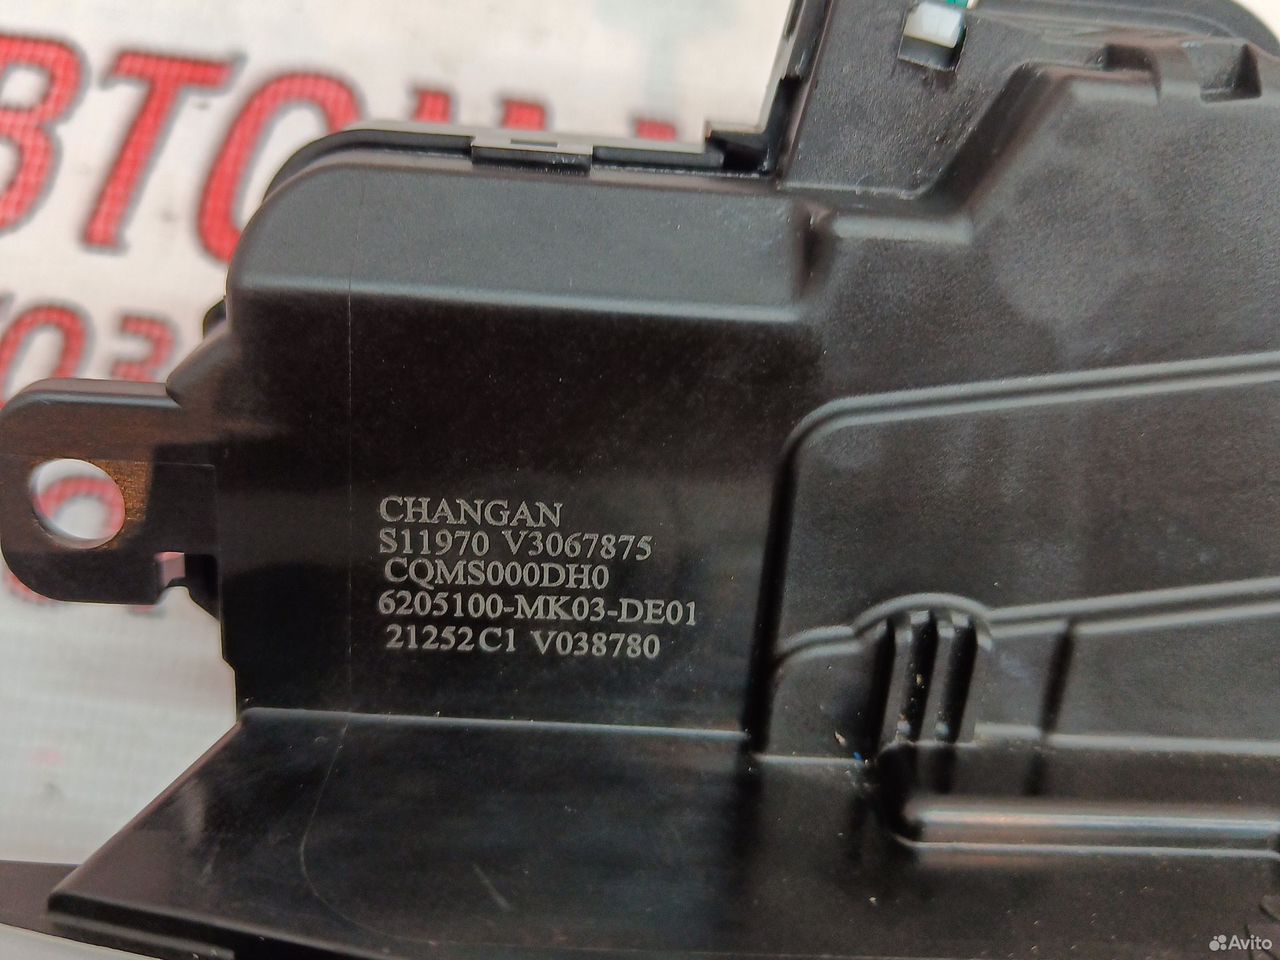 CHANGAN
S11970 V3067875
CQMS000DH0
6205100-MK03-DE01
21252C1 V038780
Avito